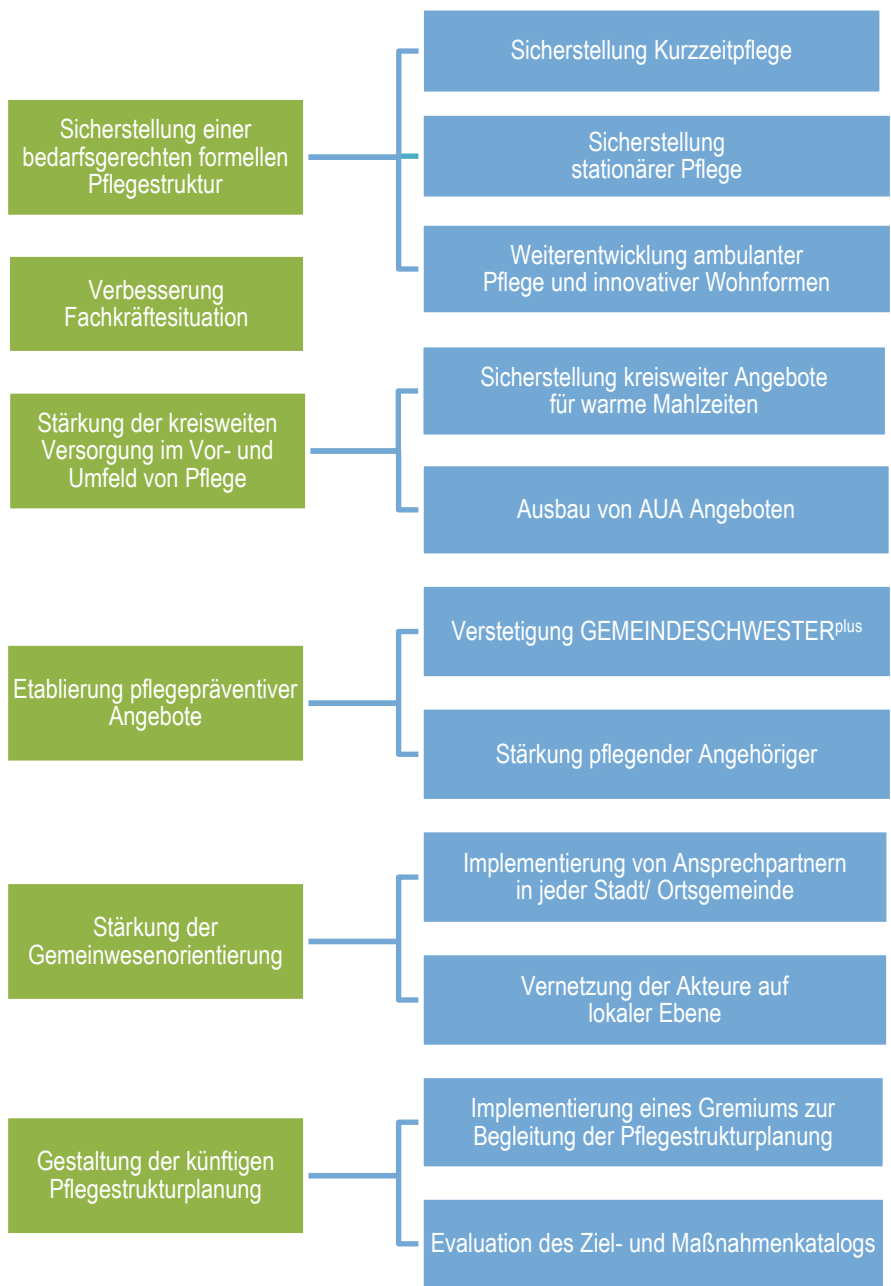 Sicherstellung einer
bedarfsgerechten formellen
Pflegestruktur
Sicherstellung Kurzzeitpflege
Sicherstellung
stationärer Pflege
Weiterentwicklung ambulanter
Pflege und innovativer Wohnformen
Verbesserung
Fachkräftesituation
Stärkung der kreisweiten
Versorgung im Vor- und
Umfeld von Pflege
Sicherstellung kreisweiter Angebote
für warme Mahlzeiten
Ausbau von AUA Angeboten
Etablierung pflegepräventiver
Angebote
Verstetigung GEMEINDESCHWESTERplus
Stärkung pflegender Angehöriger
Stärkung der
Gemeinwesenorientierung
Implementierung von Ansprechpartnern
in jeder Stadt/ Ortsgemeinde
Vernetzung der Akteure auf
lokaler Ebene
Gestaltung der künftigen
Pflegestrukturplanung
Implementierung eines Gremiums zur
Begleitung der Pflegestrukturplanung
Evaluation des Ziel- und Maßnahmenkatalogs